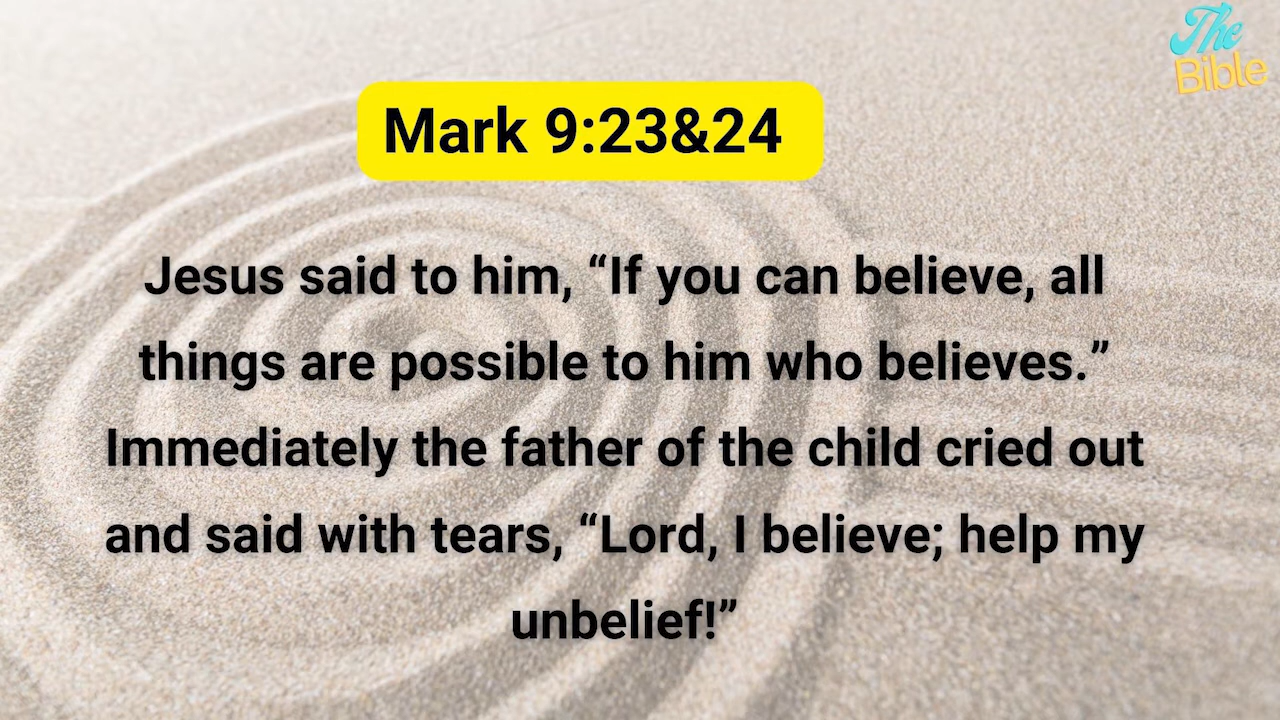 The
Bible
Mark 9:23&24
Jesus said to him, “If you can believe, all
things are possible to him who believes.”
Immediately the father of the child cried out
and said with tears, “Lord, I believe; help my
unbelief!”